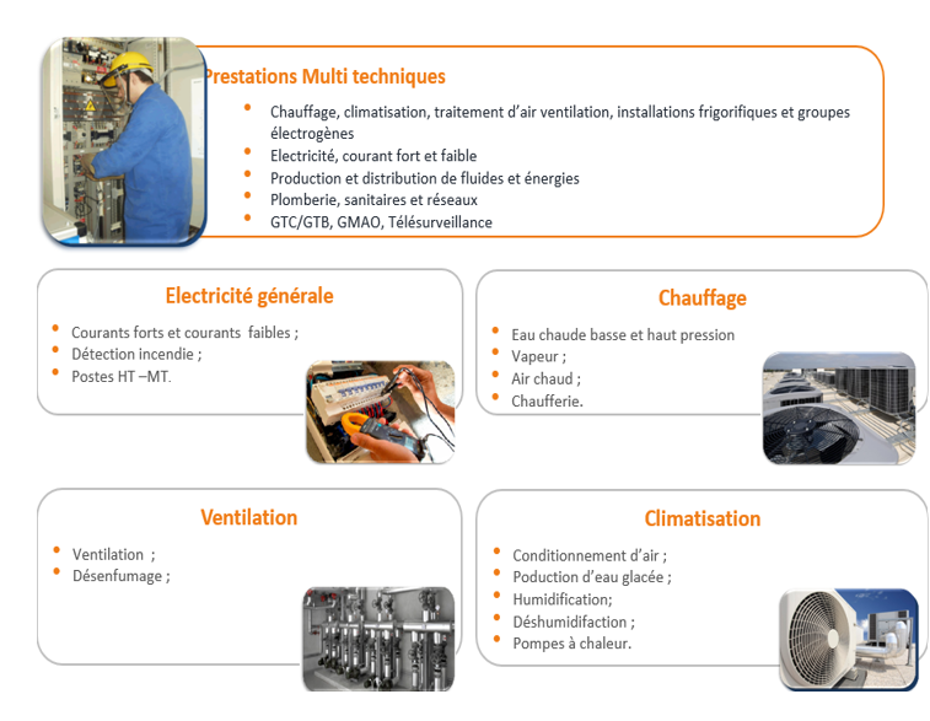 Prestations Multi techniques
• Chauffage, climatisation, traitement d’air ventilation, installations frigorifiques et groupes
électrogènes
• Electricité, courant fort et faible
• Production et distribution de fluides et énergies
• Plomberie, sanitaires et réseaux
• GTC/GTB, GMAO, Télésurveillance
Electricité générale
• Courants forts et courants faibles ;
• Détection incendie ;
• Postes HT –MT.
Chauffage
• Eau chaude basse et haut pression
• Vapeur ;
• Air chaud ;
• Chaufferie.
Ventilation
• Ventilation ;
• Désenfumage ;
Climatisation
• Conditionnement d’air ;
• Poduction d’eau glacée ;
• Humidification;
• Déshumidifaction ;
• Pompes à chaleur.